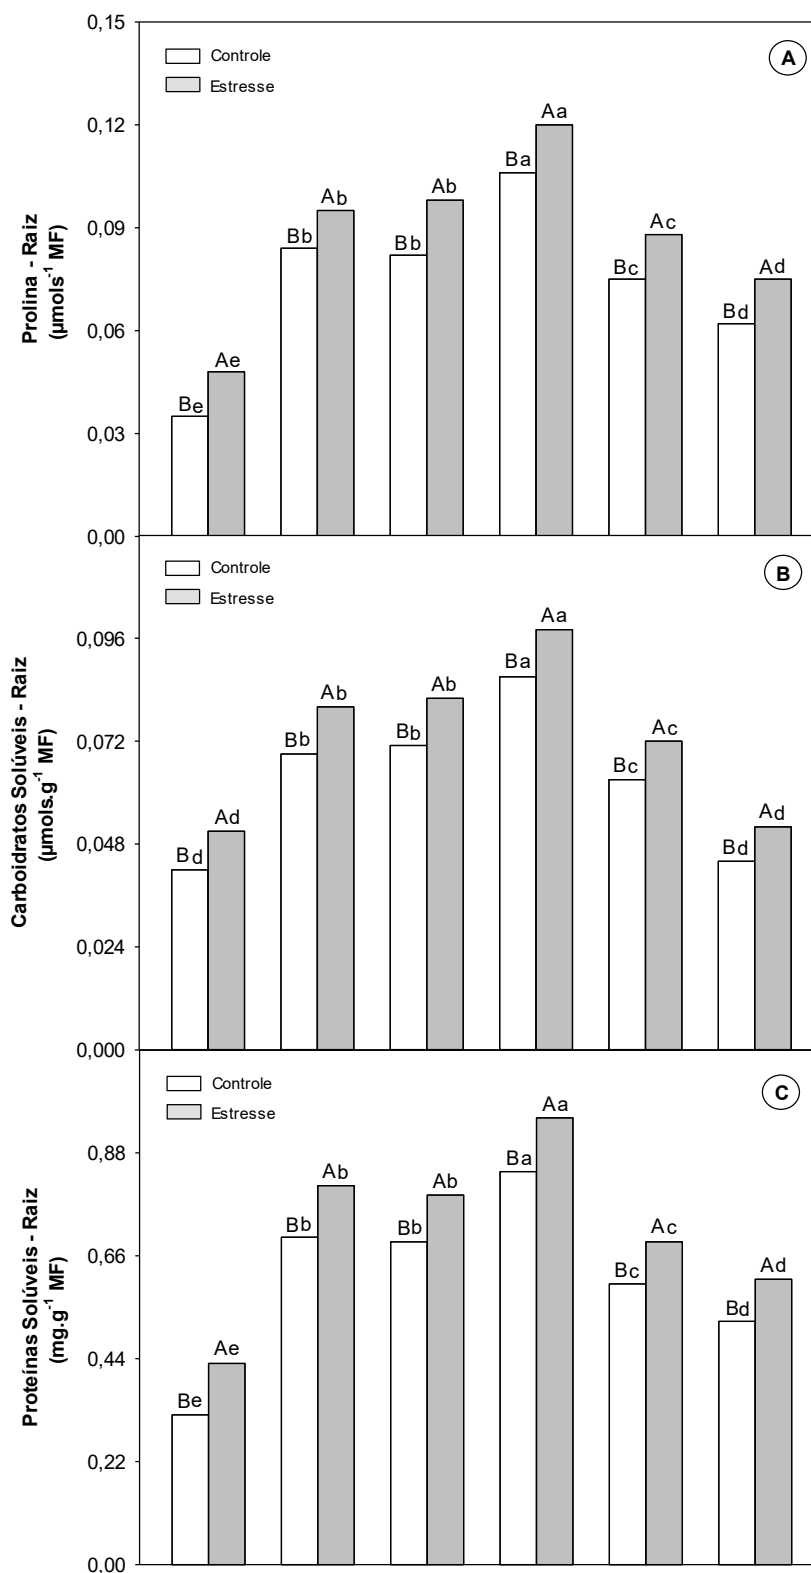 0,15
Controle
Estresse
A
0,12
0,09
0,06
0,03
0,00
Prolina - Raiz
(µmols⁻¹ MF)
Be Ae Bb Ab Bb Ab Ba Aa Bc Ac Bd Ad
Controle
Estresse
B
0,096
0,072
0,048
0,024
0,000
Carboidratos Solúveis - Raiz
(µmols.g⁻¹ MF)
Bd Ad Bb Ab Bb Ab Ba Aa Bc Ac Bd Ad
Controle
Estresse
C
0,88
0,66
0,44
0,22
0,00
Proteínas Solúveis - Raiz
(mg.g⁻¹ MF)
Be Ae Bb Ab Bb Ab Ba Aa Bc Ac Bd Ad